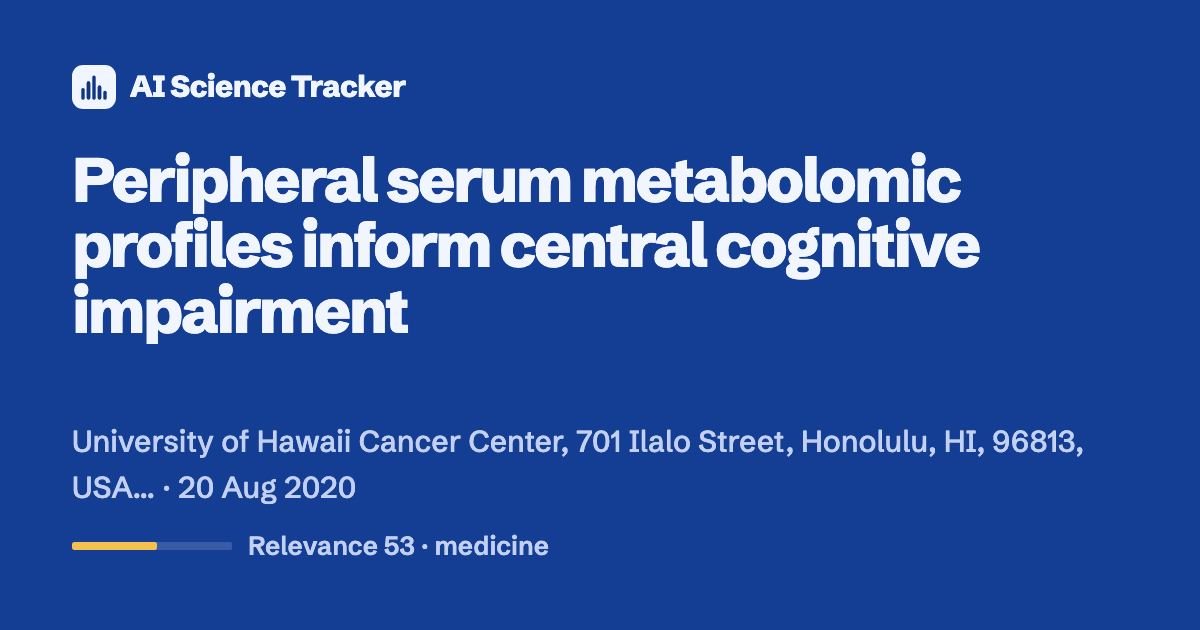 AI Science Tracker
Peripheral serum metabolomic
profiles inform central cognitive
impairment
University of Hawaii Cancer Center, 701 Ilalo Street, Honolulu, HI, 96813,
USA... · 20 Aug 2020
Relevance 53 · medicine